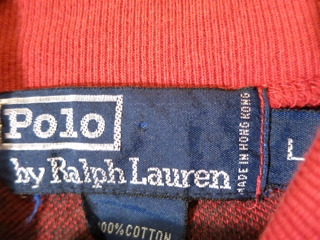 Polo
by Ralph Lauren
MADE IN HONG KONG
L
100% COTTON